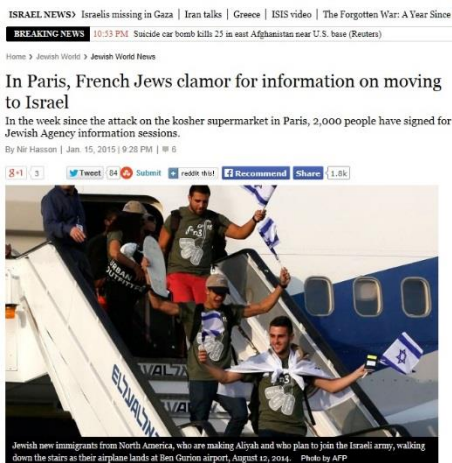 ISRAEL NEWS> Israelis missing in Gaza | Iran talks | Greece | ISIS video | The Forgotten War: A Year Since
BREAKING NEWS 10:53 PM Suicide car bomb kills 25 in east Afghanistan near U.S. base (Reuters)
Home > Jewish World > Jewish World News
In Paris, French Jews clamor for information on moving
to Israel
In the week since the attack on the kosher supermarket in Paris, 2,000 people have signed for
Jewish Agency information sessions.
By Nir Hasson | Jan. 15, 2015 | 9:28 PM | 6
g+1 3 Tweet 84 Submit reddit this! Recommend Share 1.8k
URBAN
OUTFITTERS
ELZVAL
Jewish new immigrants from North America, who are making Aliyah and who plan to join the Israeli army, walking
down the stairs as their airplane lands at Ben Gurion airport, August 12, 2014. Photo by AFP